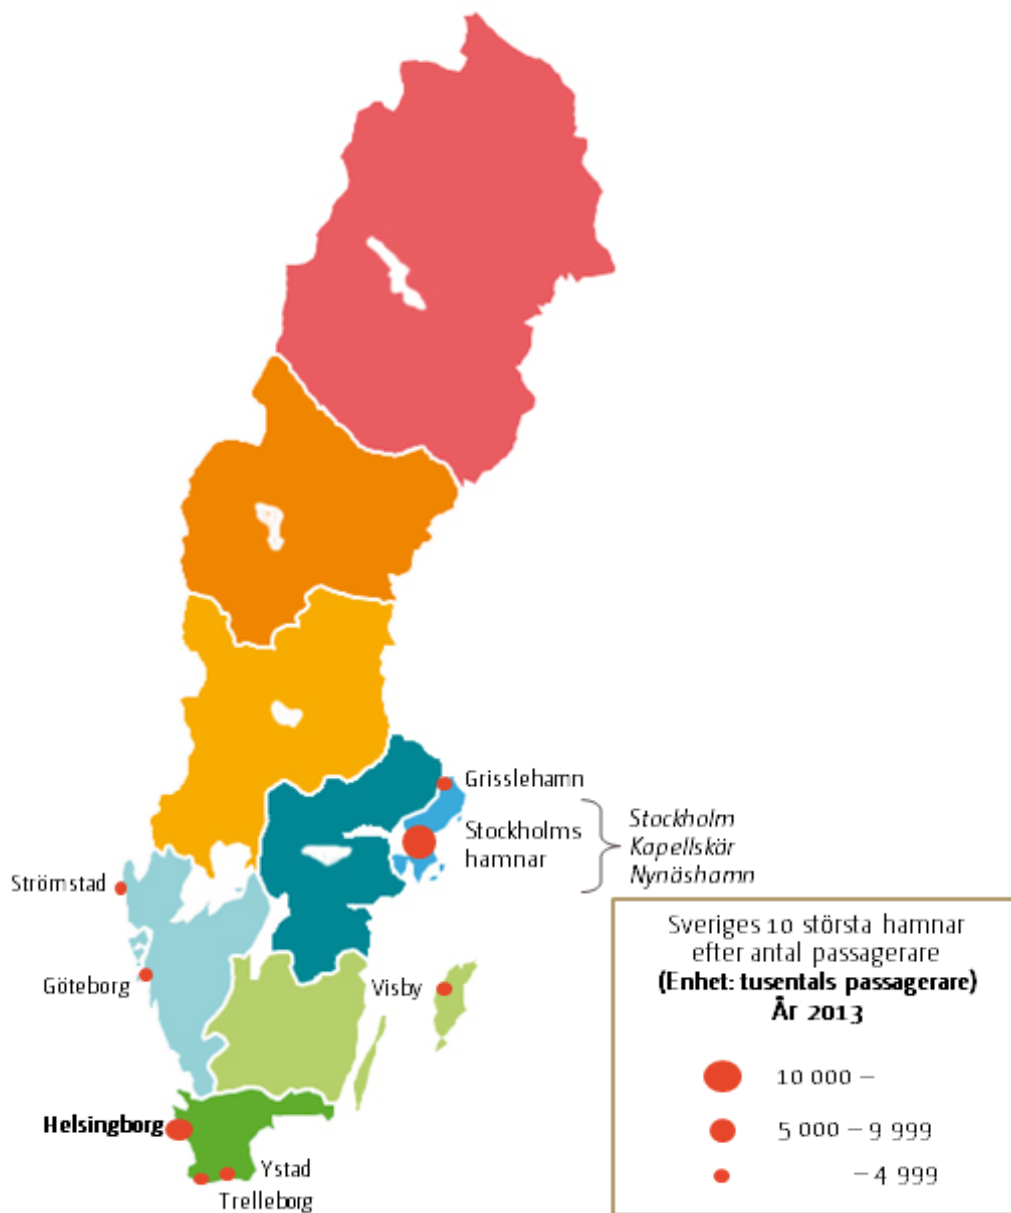 Grisslehamn
Stockholms
hamnar
Stockholm
Kapellskär
Nynäshamn
Strömstad
Göteborg
Visby
Helsingborg
Ystad
Trelleborg
Sveriges 10 största hamnar
efter antal passagerare
(Enhet: tusentals passagerare)
År 2013
10 000 –
5 000 – 9 999
– 4 999